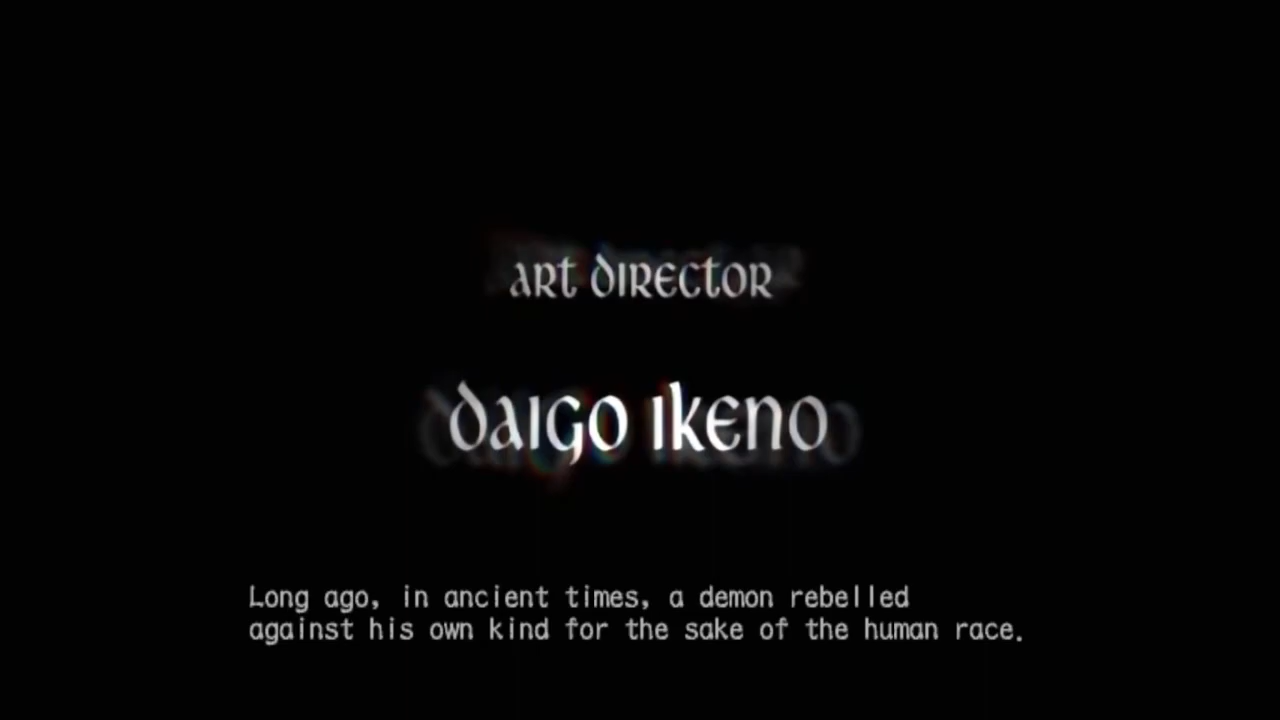 ART DIRECTOR
DAIGO IKENO
Long ago, in ancient times, a demon rebelled
against his own kind for the sake of the human race.